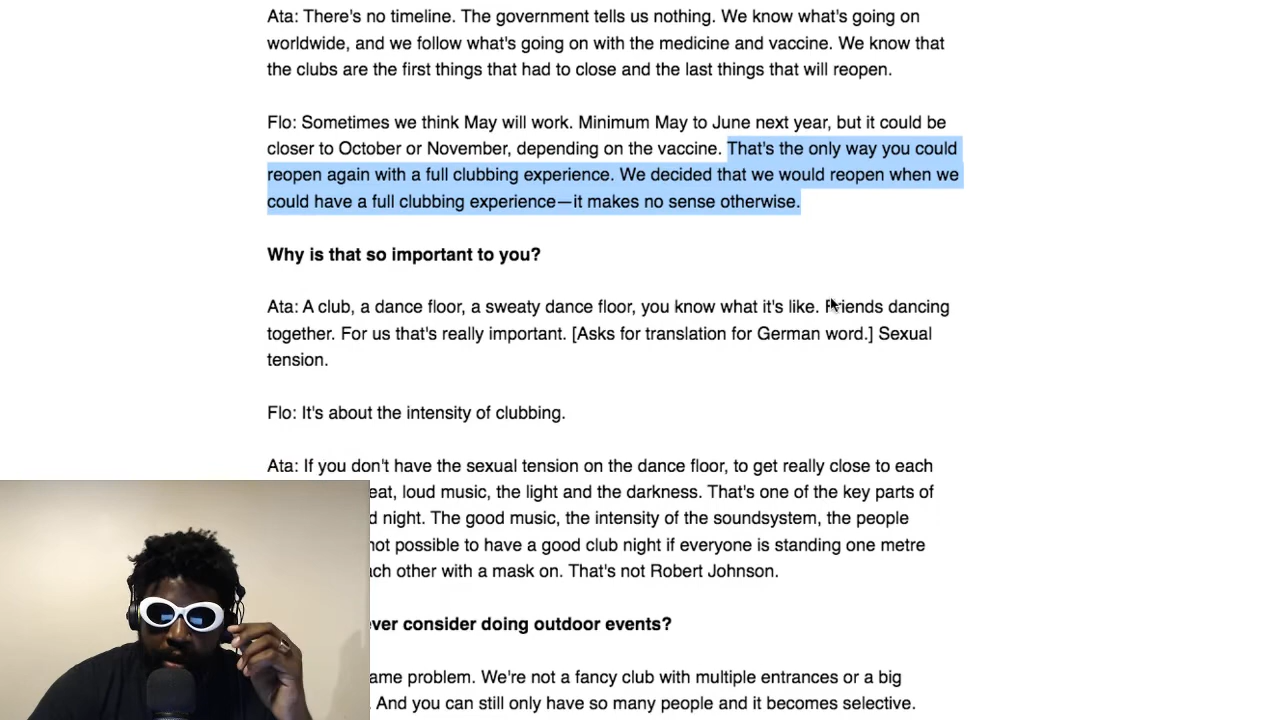 Ata: There's no timeline. The government tells us nothing. We know what's going on
worldwide, and we follow what's going on with the medicine and vaccine. We know that
the clubs are the first things that had to close and the last things that will reopen.
Flo: Sometimes we think May will work. Minimum May to June next year, but it could be
closer to October or November, depending on the vaccine. That's the only way you could
reopen again with a full clubbing experience. We decided that we would reopen when we
could have a full clubbing experience—it makes no sense otherwise.
Why is that so important to you?
Ata: A club, a dance floor, a sweaty dance floor, you know what it's like. Friends dancing
together. For us that's really important. [Asks for translation for German word.] Sexual
tension.
Flo: It's about the intensity of clubbing.
Ata: If you don't have the sexual tension on the dance floor, to get really close to each
loud music, the light and the darkness. That's one of the key parts of
night. The good music, the intensity of the soundsystem, the people
not possible to have a good club night if everyone is standing one metre
other with a mask on. That's not Robert Johnson.
ever consider doing outdoor events?
problem. We're not a fancy club with multiple entrances or a big
And you can still only have so many people and it becomes selective.